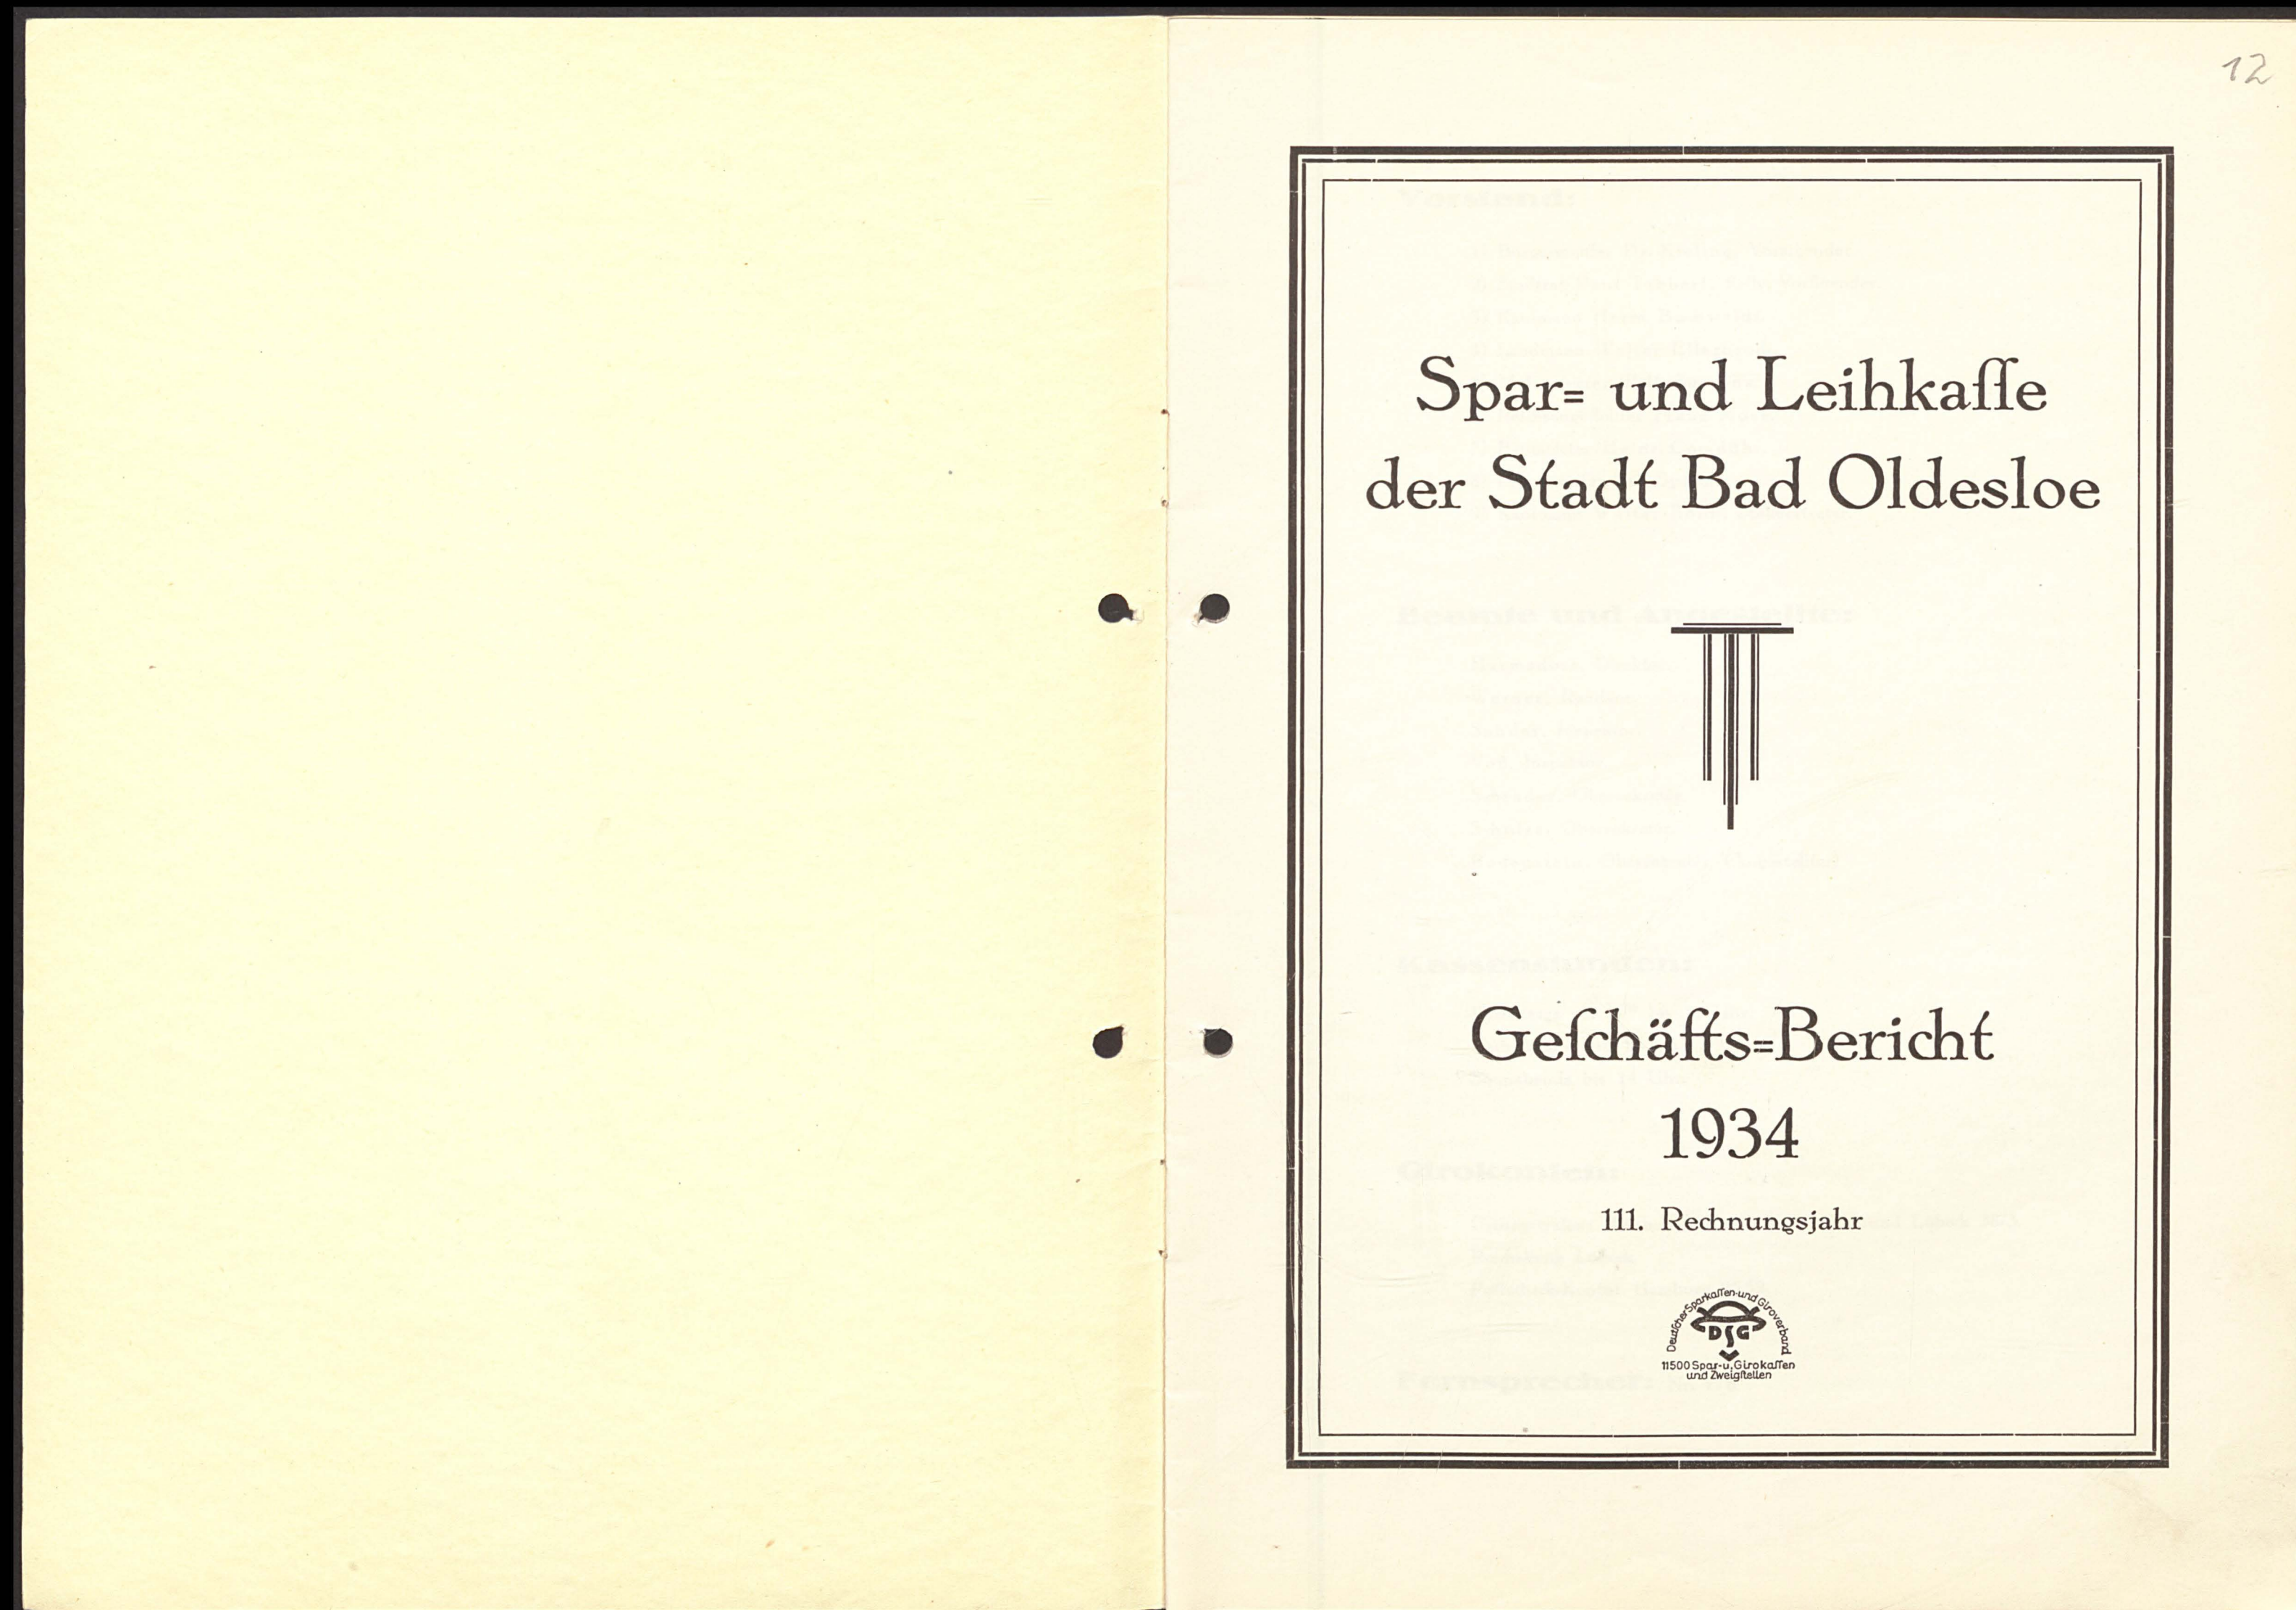 12
Spar= und Leihkaſſe
der Stadt Bad Oldesloe
Geſchäfts=Bericht
1934
111. Rechnungsjahr
Deutſcher Sparkaſſen-und Giroverband
DSG
11500 Spar-u. Girokaſſen
und Zweigſtellen